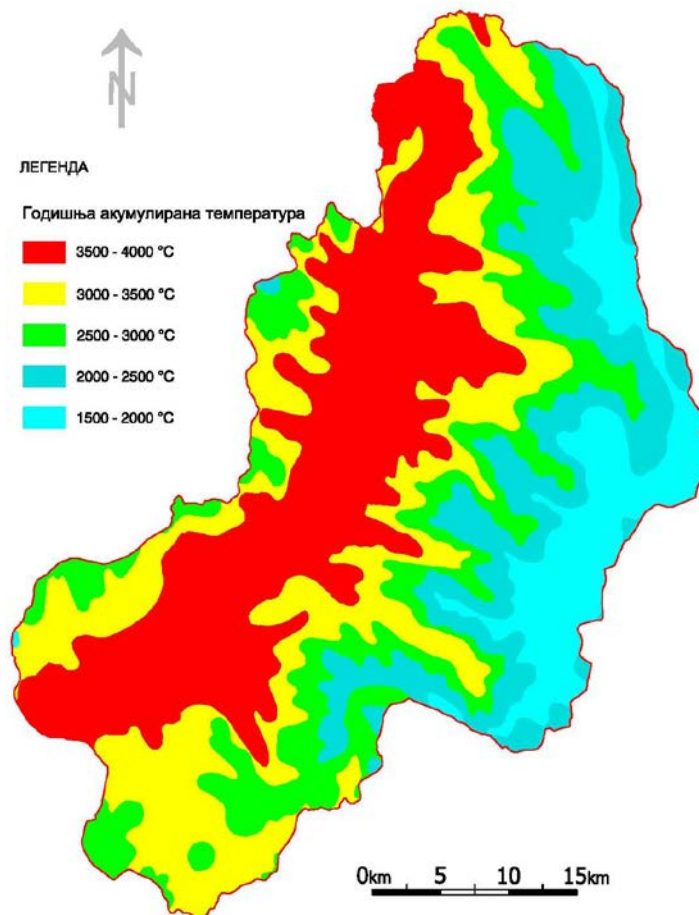 N
ЛЕГЕНДА
Годишња акумулирана температура
3500 - 4000 °C
3000 - 3500 °C
2500 - 3000 °C
2000 - 2500 °C
1500 - 2000 °C
0km 5 10 15km